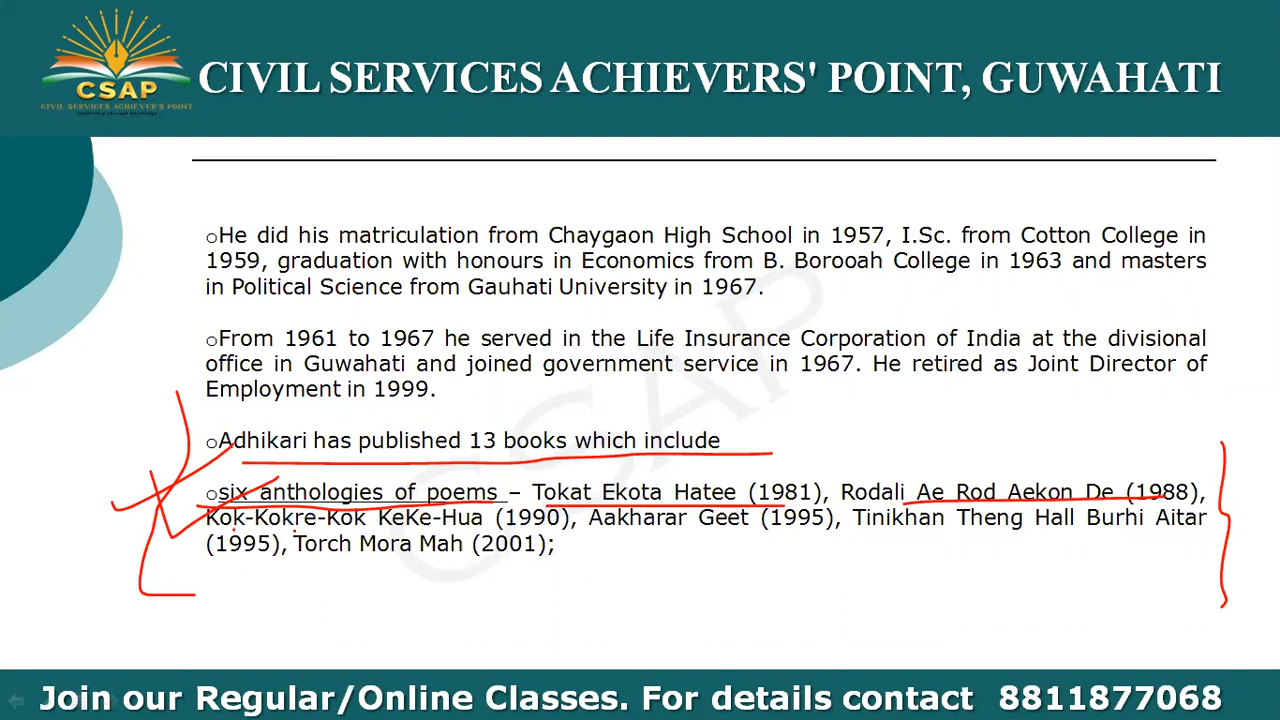 CSAP
CIVIL SERVICES ACHIEVER'S POINT
CIVIL SERVICES ACHIEVERS' POINT, GUWAHATI
oHe did his matriculation from Chaygaon High School in 1957, I.Sc. from Cotton College in
1959, graduation with honours in Economics from B. Borooah College in 1963 and masters
in Political Science from Gauhati University in 1967.
oFrom 1961 to 1967 he served in the Life Insurance Corporation of India at the divisional
office in Guwahati and joined government service in 1967. He retired as Joint Director of
Employment in 1999.
oAdhikari has published 13 books which include
osix anthologies of poems – Tokat Ekota Hatee (1981), Rodali Ae Rod Aekon De (1988),
Kok-Kokre-Kok KeKe-Hua (1990), Aakharar Geet (1995), Tinikhan Theng Hall Burhi Aitar
(1995), Torch Mora Mah (2001);
CSAP
Join our Regular/Online Classes. For details contact 8811877068